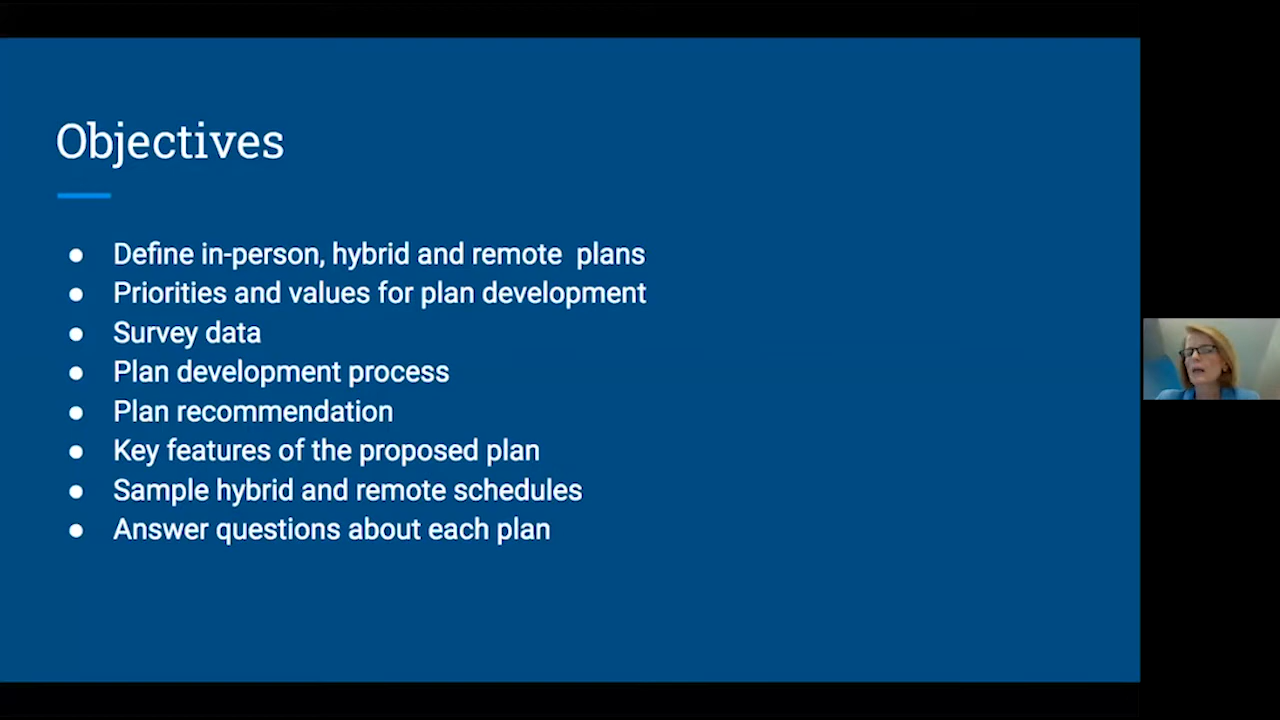 Objectives
● Define in-person, hybrid and remote  plans
● Priorities and values for plan development
● Survey data
● Plan development process
● Plan recommendation
● Key features of the proposed plan
● Sample hybrid and remote schedules
● Answer questions about each plan